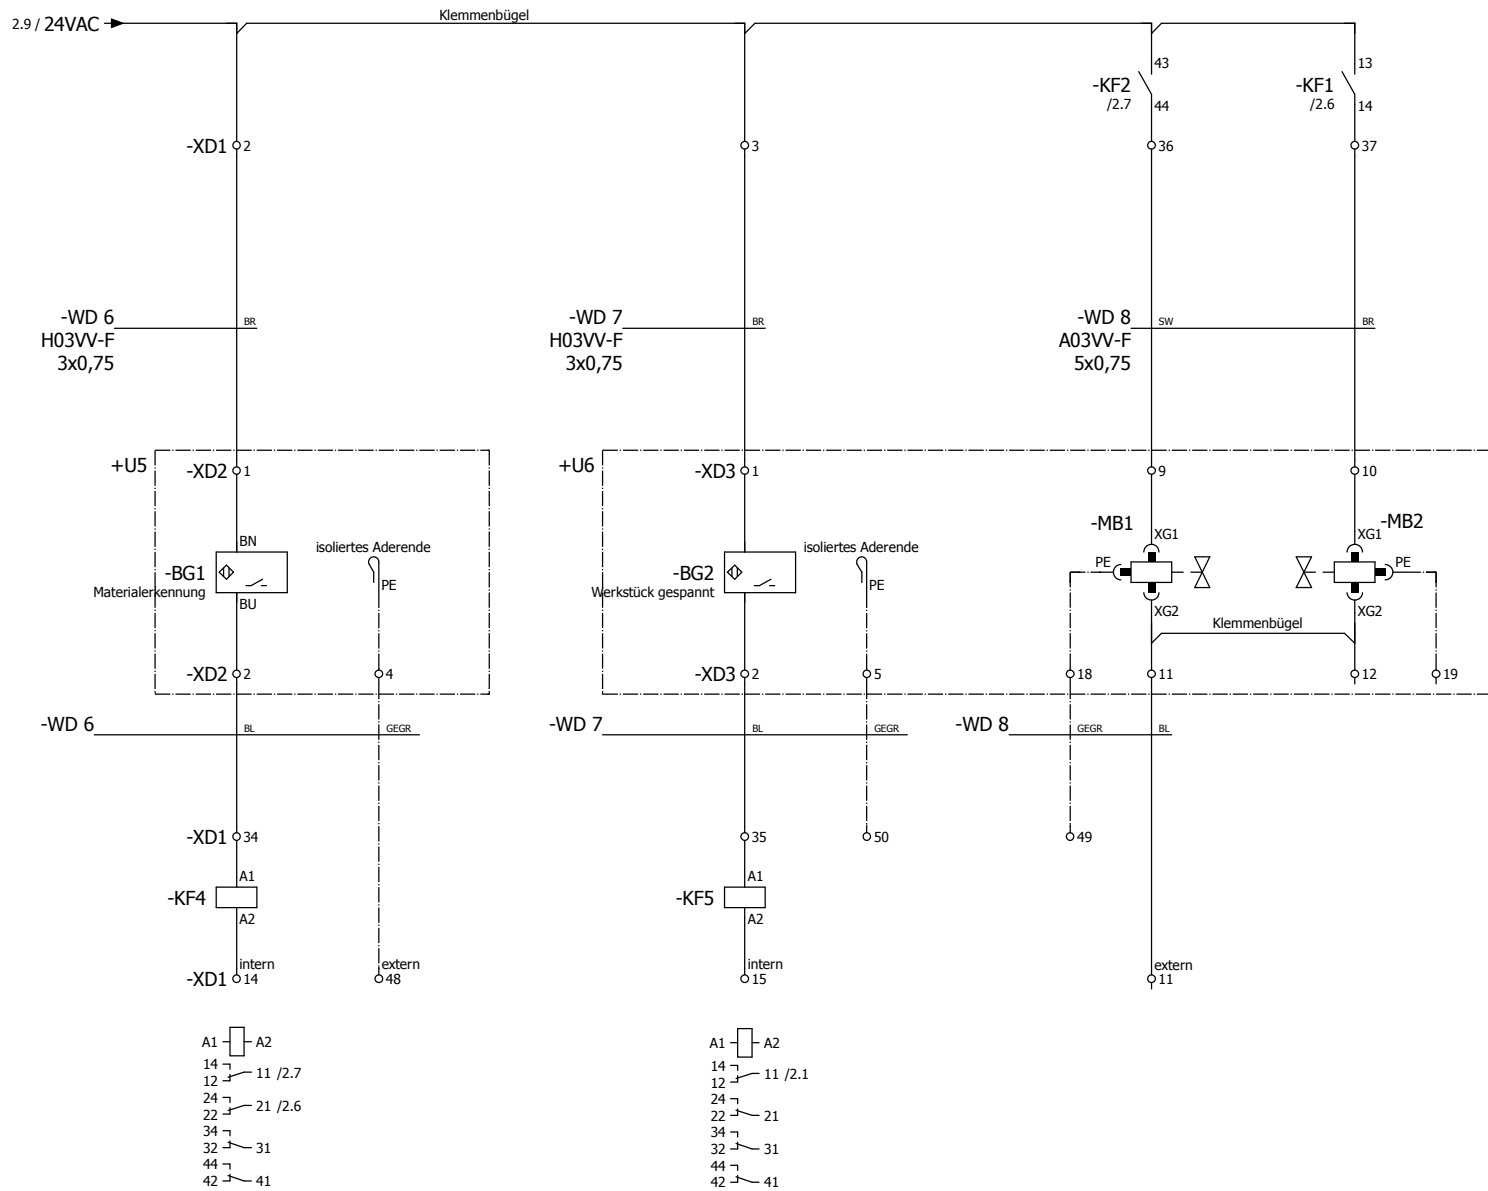 2.9 / 24VAC
Klemmenbügel
-KF2
/2.7
43
44
-KF1
/2.6
13
14
-XD1 2
3
36
37
-WD 6
H03VV-F
3x0,75
BR
-WD 7
H03VV-F
3x0,75
BR
-WD 8
A03VV-F
5x0,75
SW
BR
+U5
-XD2 1
+U6
-XD3 1
9
10
BN
-BG1
Materialerkennung
BU
isoliertes Aderende
PE
-BG2
Werkstück gespannt
isoliertes Aderende
PE
-MB1
XG1
PE
XG2
-MB2
XG1
PE
XG2
Klemmenbügel
-XD2 2
4
-XD3 2
5
18
11
12
19
-WD 6
BL
GEGR
-WD 7
BL
GEGR
-WD 8
GEGR
BL
-XD1 34
35
50
49
A1
-KF4
A2
A1
-KF5
A2
intern
-XD1 14
extern
48
intern
15
extern
11
A1 A2
14
12 11 /2.7
24
22 21 /2.6
34
32 31
44
42 41
A1 A2
14
12 11 /2.1
24
22 21
34
32 31
44
42 41